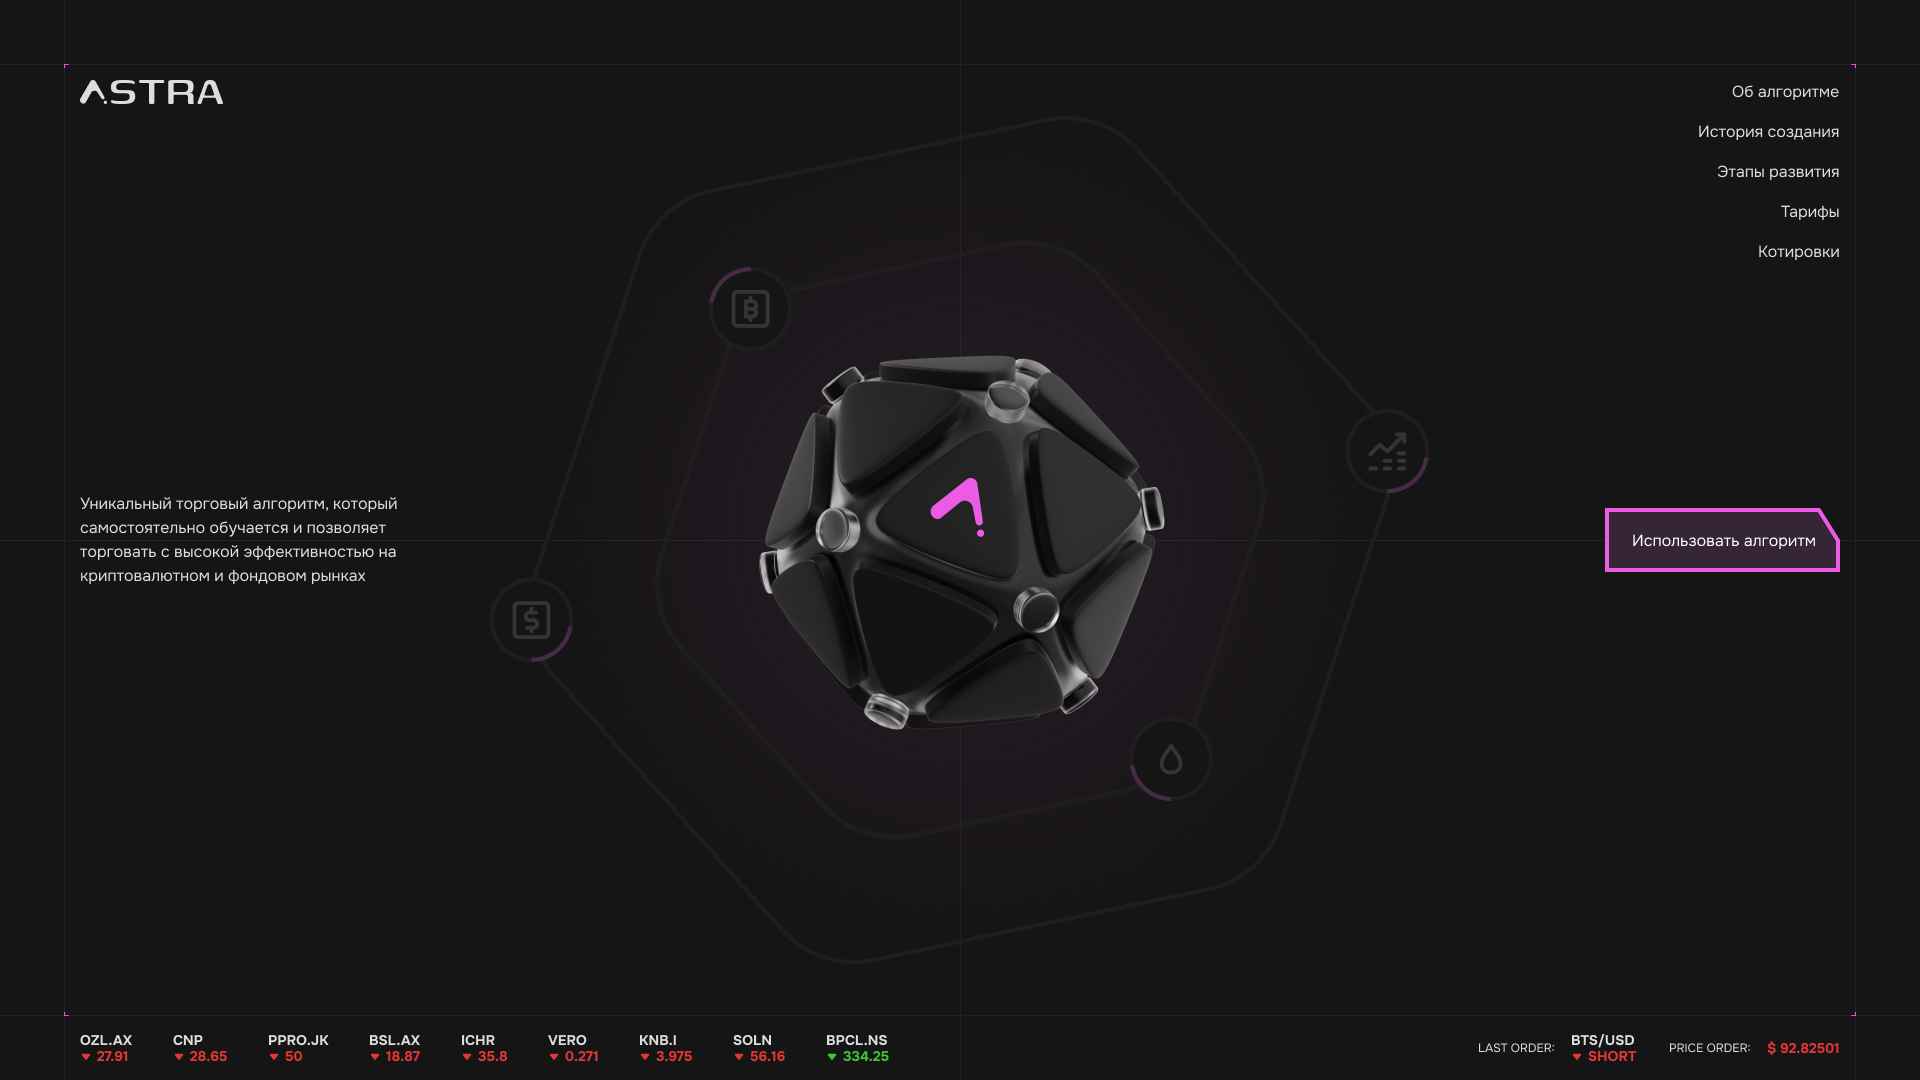 ASTRA
Об алгоритме
История создания
Этапы развития
Тарифы
Котировки
Уникальный торговый алгоритм, который
самостоятельно обучается и позволяет
торговать с высокой эффективностью на
криптовалютном и фондовом рынках
Использовать алгоритм
OZL.AX CNP PPRO.JK BSL.AX ICHR VERO KNB.I SOLN BPCL.NS
27.91 28.65 50 18.87 35.8 0.271 3.975 56.16 334.25
LAST ORDER: BTS/USD
SHORT
PRICE ORDER: $ 92.82501